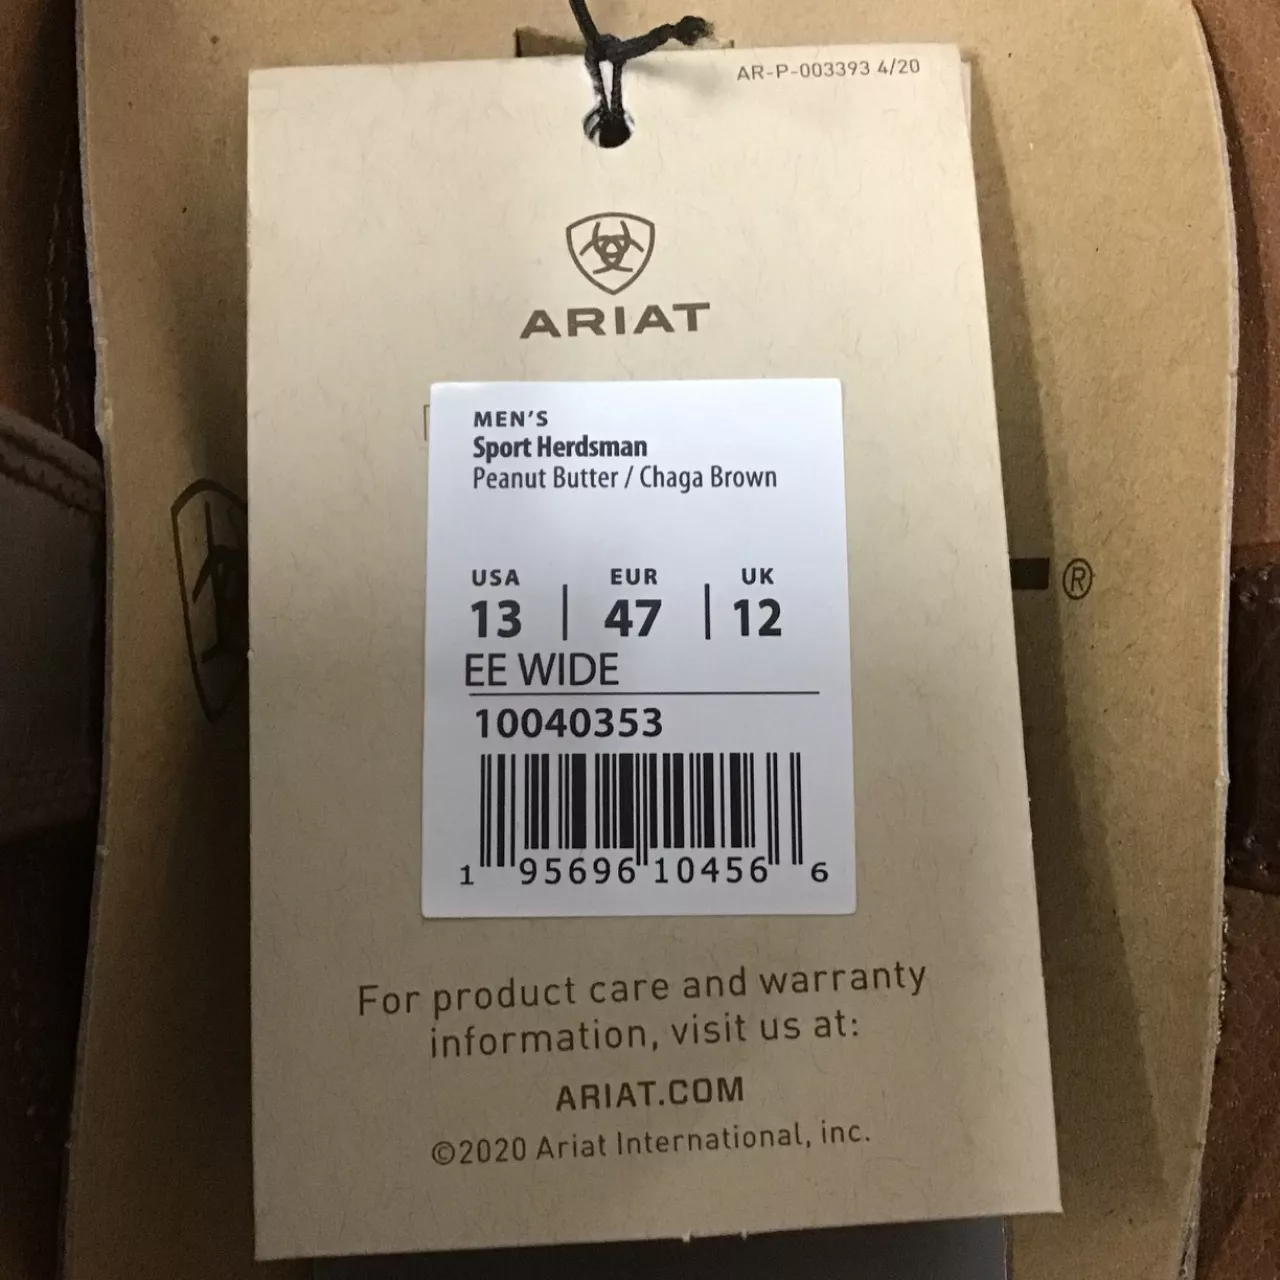 AR-P-003393 4/20
ARIAT
MEN'S
Sport Herdsman
Peanut Butter / Chaga Brown
USA | EUR | UK
13 | 47 | 12
EE WIDE
10040353
1 95696 10456 6
®
For product care and warranty
information, visit us at:
ARIAT.COM
©2020 Ariat International, inc.